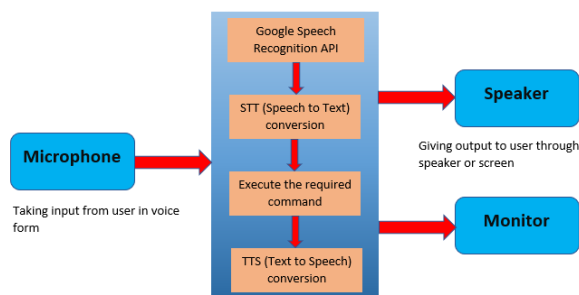 Google Speech
Recognition API
STT (Speech to Text)
conversion
Execute the required
command
TTS (Text to Speech)
conversion
Microphone
Taking input from user in voice
form
Speaker
Giving output to user through
speaker or screen
Monitor